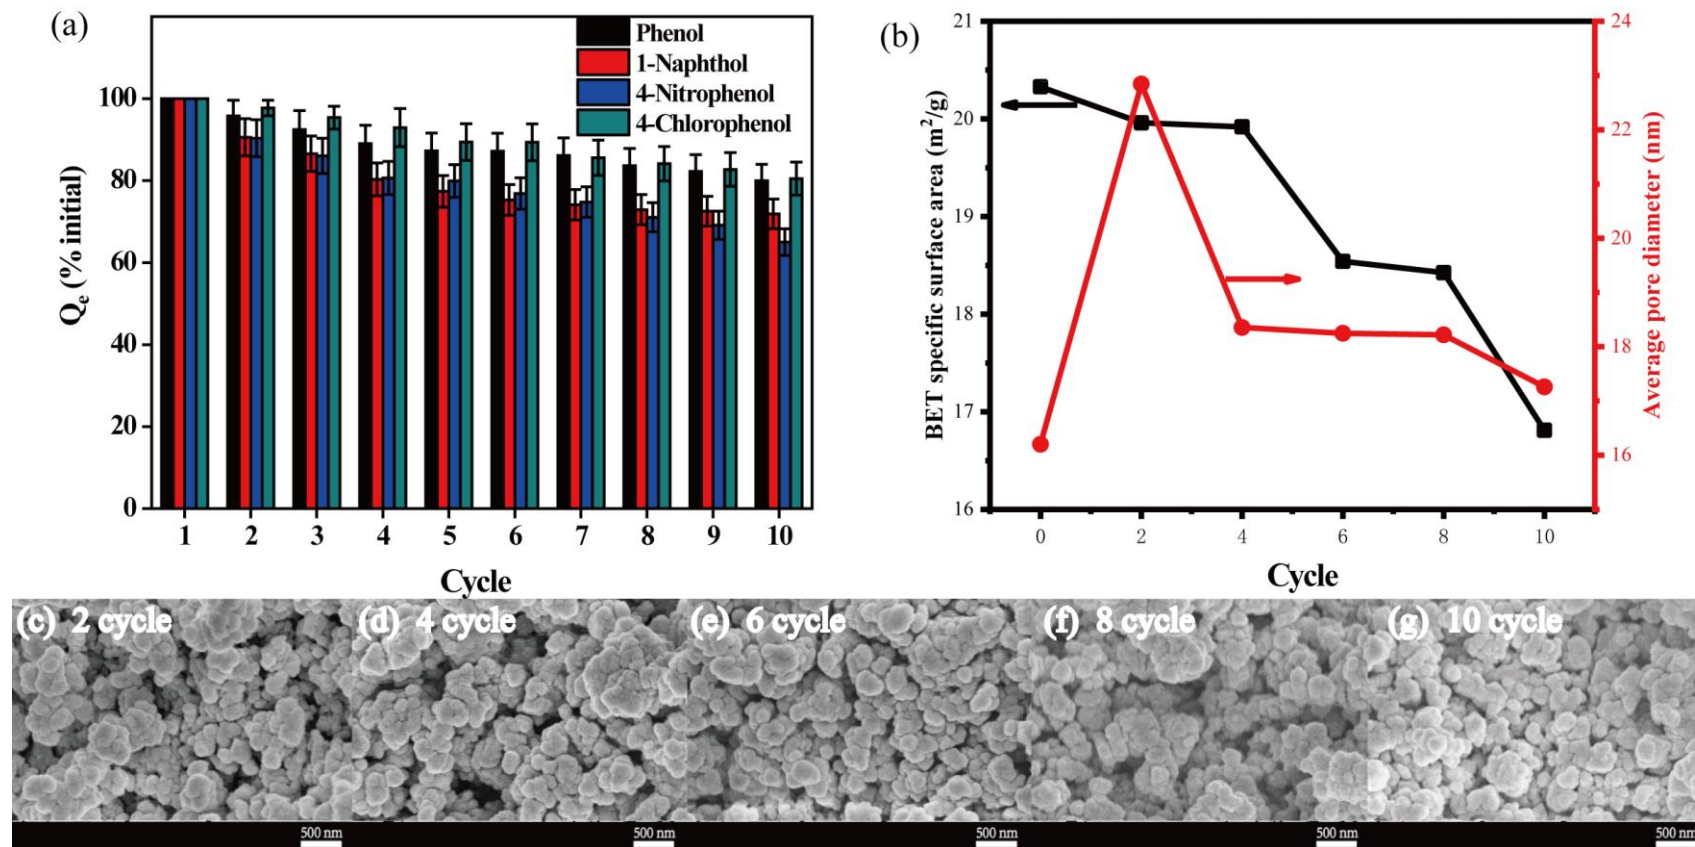 (a)
Phenol
1-Naphthol
4-Nitrophenol
4-Chlorophenol
Qe (% initial)
100
80
60
40
20
0
1 2 3 4 5 6 7 8 9 10
Cycle
(b)
BET specific surface area (m²/g)
21
20
19
18
17
16
24
22
20
18
16
Average pore diameter (nm)
0 2 4 6 8 10
Cycle
(c) 2 cycle
(d) 4 cycle
(e) 6 cycle
(f) 8 cycle
(g) 10 cycle
500 nm
500 nm
500 nm
500 nm
500 nm